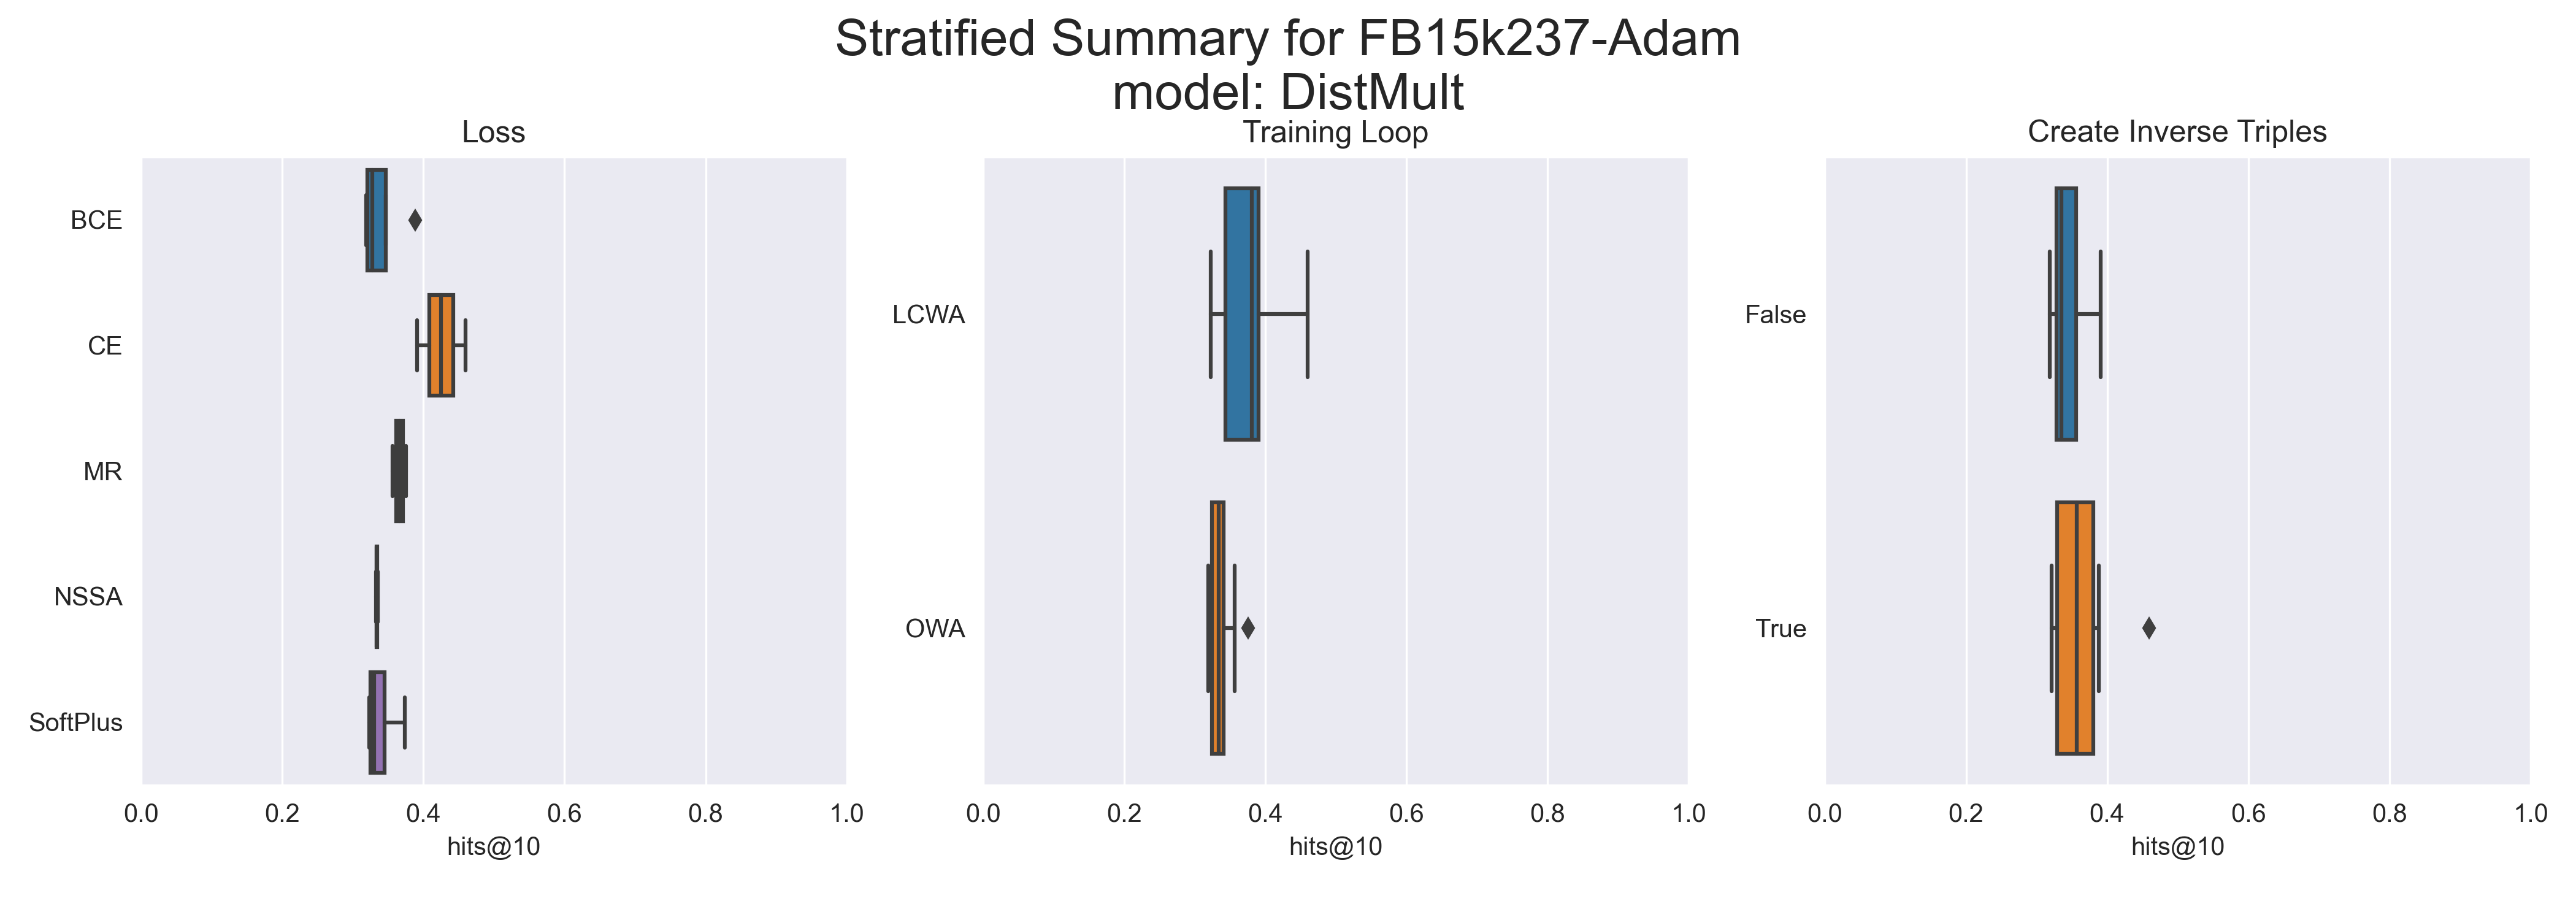 Stratified Summary for FB15k237-Adam
model: DistMult
Loss
BCE
CE
MR
NSSA
SoftPlus
0.0 0.2 0.4 0.6 0.8 1.0
hits@10
Training Loop
LCWA
OWA
0.0 0.2 0.4 0.6 0.8 1.0
hits@10
Create Inverse Triples
False
True
0.0 0.2 0.4 0.6 0.8 1.0
hits@10